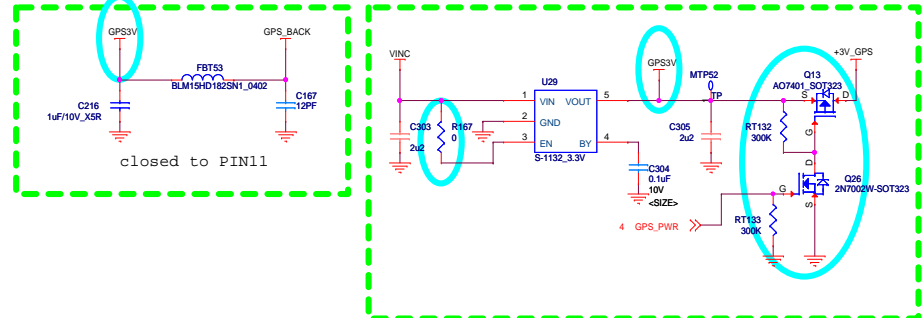 GPS3V
GPS_BACK
FBT53
BLM15HD182SN1_0402
C216
1uF/10V_X5R
C167
12PF
closed to PIN11
VINC
GPS3V
+3V_GPS
U29
MTP52
TP
Q13
AO7401_SOT323
1
VIN
VOUT
5
2
GND
3
EN
BY
4
S-1132_3.3V
C303
2u2
R167
0
C305
2u2
C304
0.1uF
10V
<SIZE>
S
D
G
RT132
300K
D
G
S
Q26
2N7002W-SOT323
RT133
300K
4 GPS_PWR